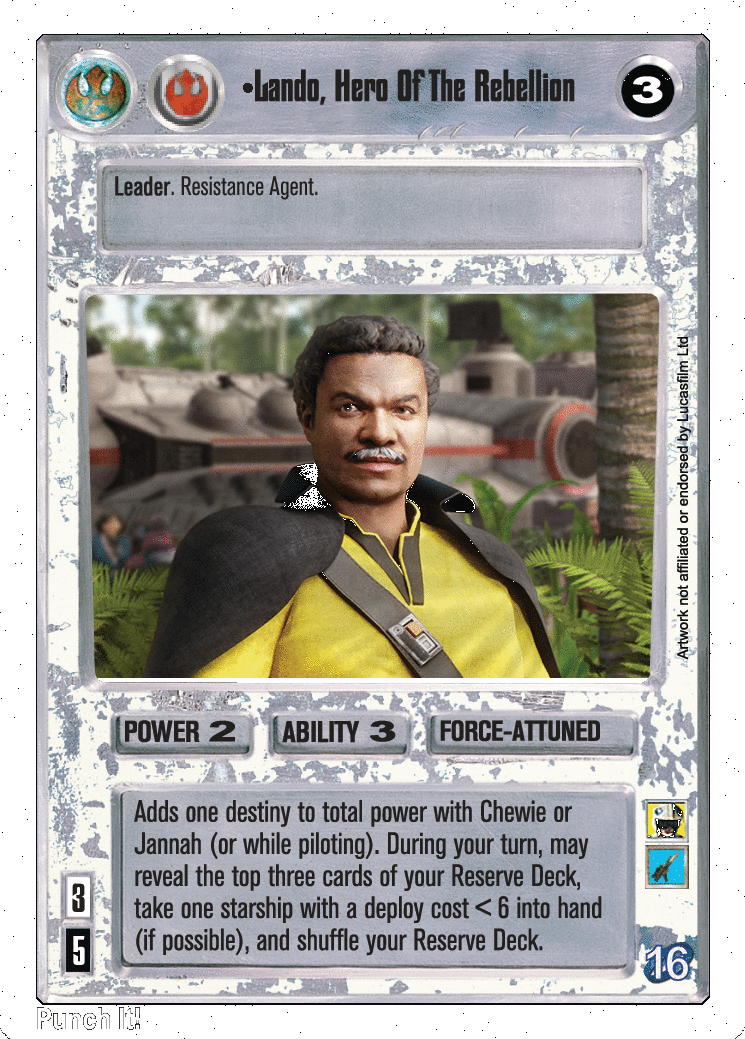 •Lando, Hero Of The Rebellion
3
Leader. Resistance Agent.
Artwork not affiliated or endorsed by Lucasfilm Ltd
POWER 2
ABILITY 3
FORCE-ATTUNED
Adds one destiny to total power with Chewie or
Jannah (or while piloting). During your turn, may
reveal the top three cards of your Reserve Deck,
take one starship with a deploy cost < 6 into hand
(if possible), and shuffle your Reserve Deck.
3
5
16
Punch It!